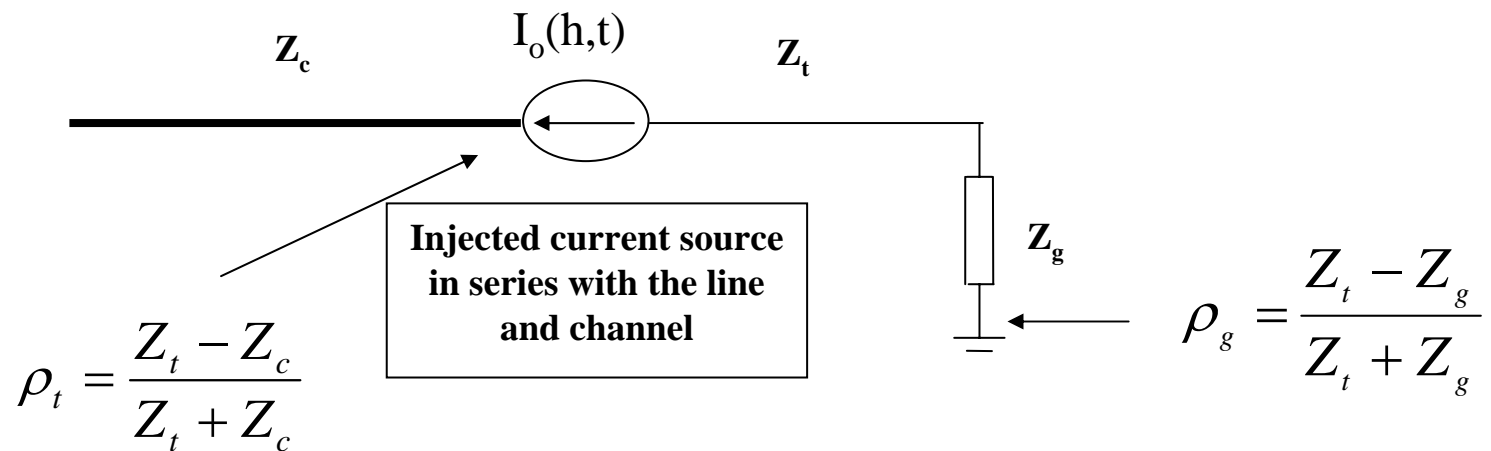 Z_c
I_o(h,t)
Z_t
Injected current source
in series with the line
and channel
Z_g
ρ_t = (Z_t − Z_c) / (Z_t + Z_c)
ρ_g = (Z_t − Z_g) / (Z_t + Z_g)